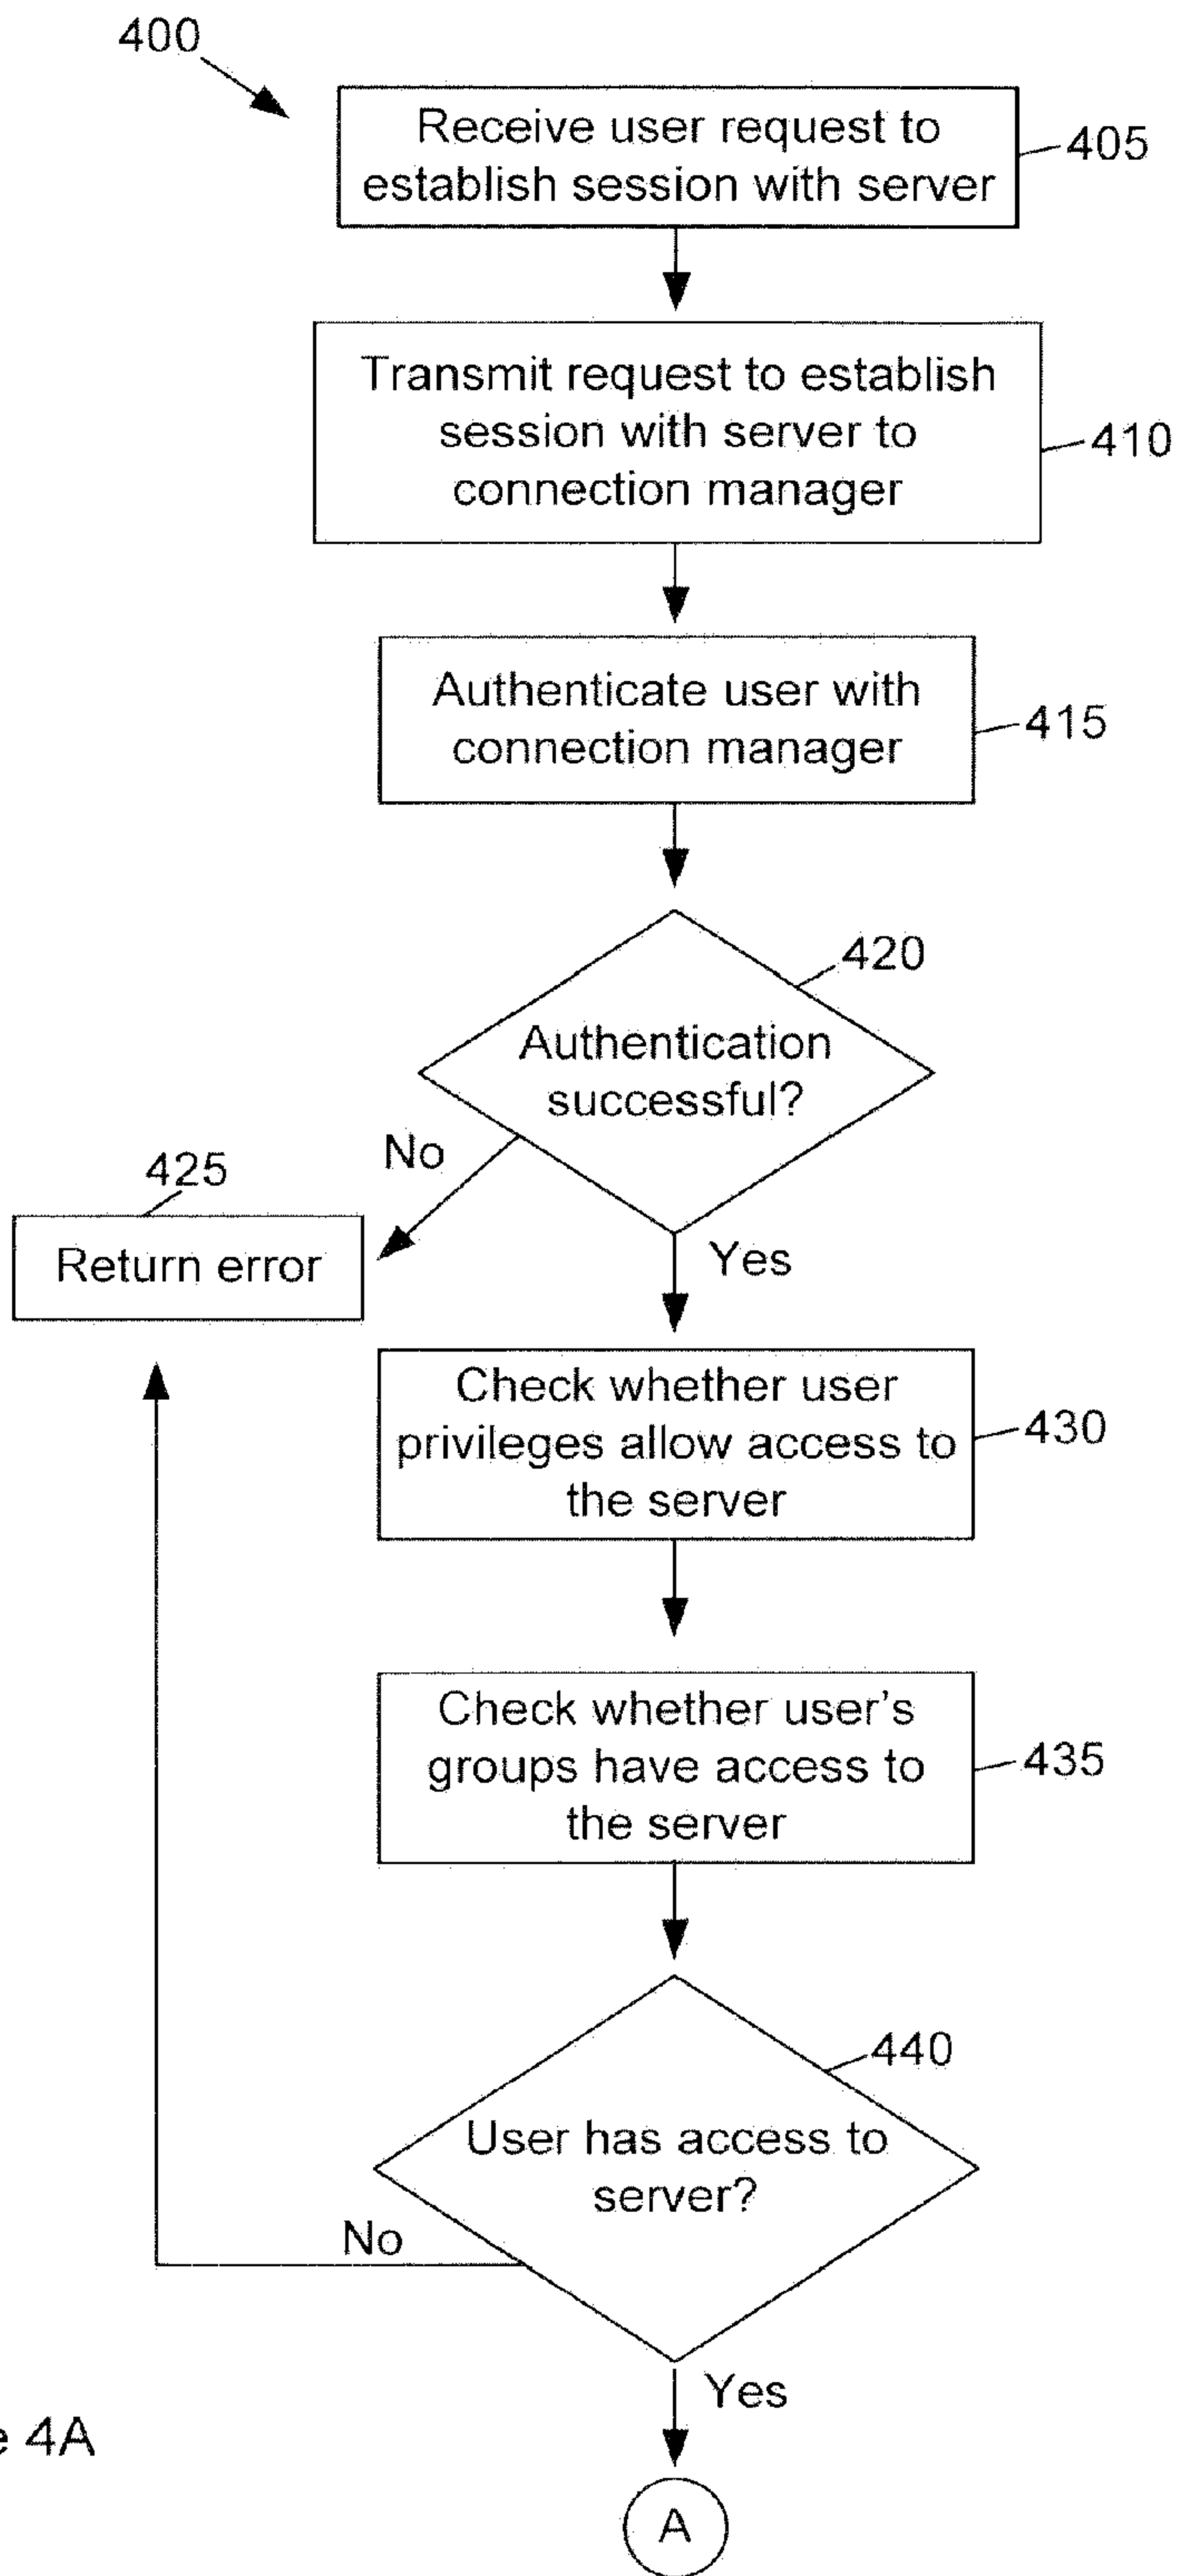 400
Receive user request to
establish session with server
405
Transmit request to establish
session with server to
connection manager
410
Authenticate user with
connection manager
415
420
Authentication
successful?
No
425
Return error
Yes
Check whether user
privileges allow access to
the server
430
Check whether user's
groups have access to
the server
435
440
User has access to
server?
No
Yes
4A
A